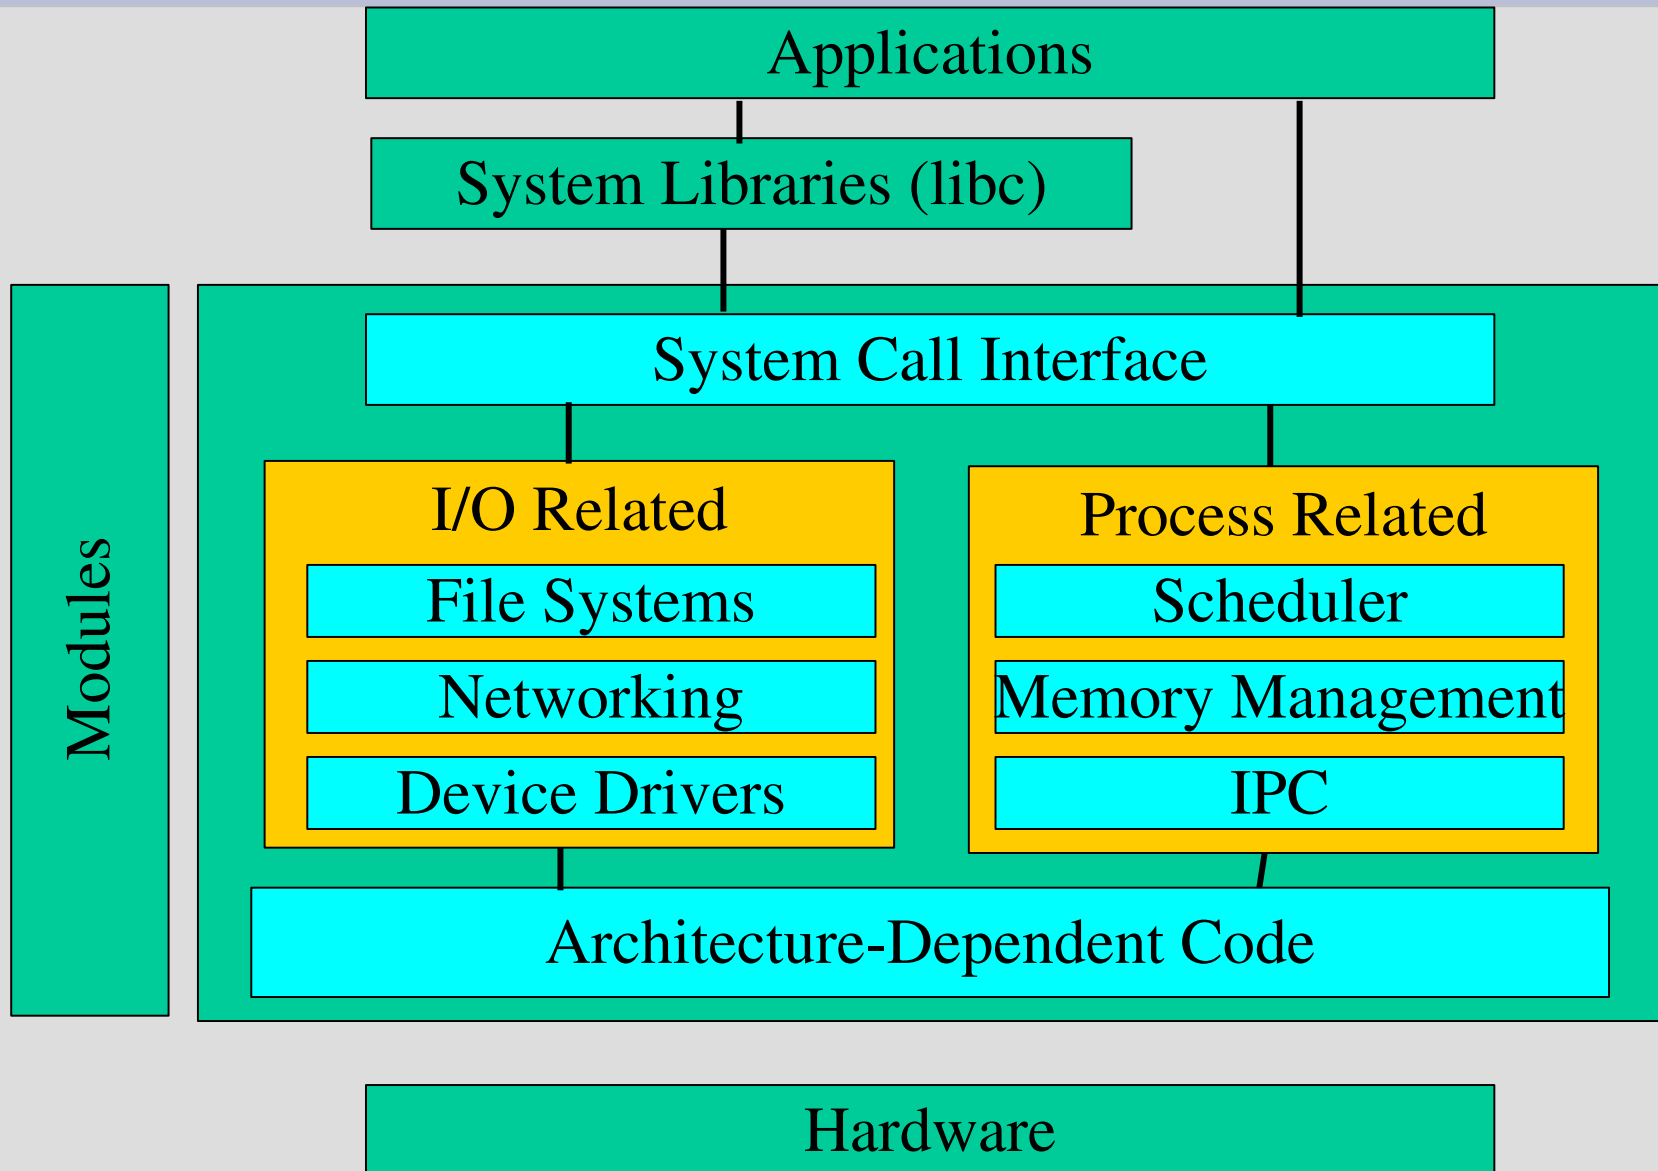 Applications
System Libraries (libc)
System Call Interface
Modules
I/O Related
File Systems
Networking
Device Drivers
Process Related
Scheduler
Memory Management
IPC
Architecture-Dependent Code
Hardware